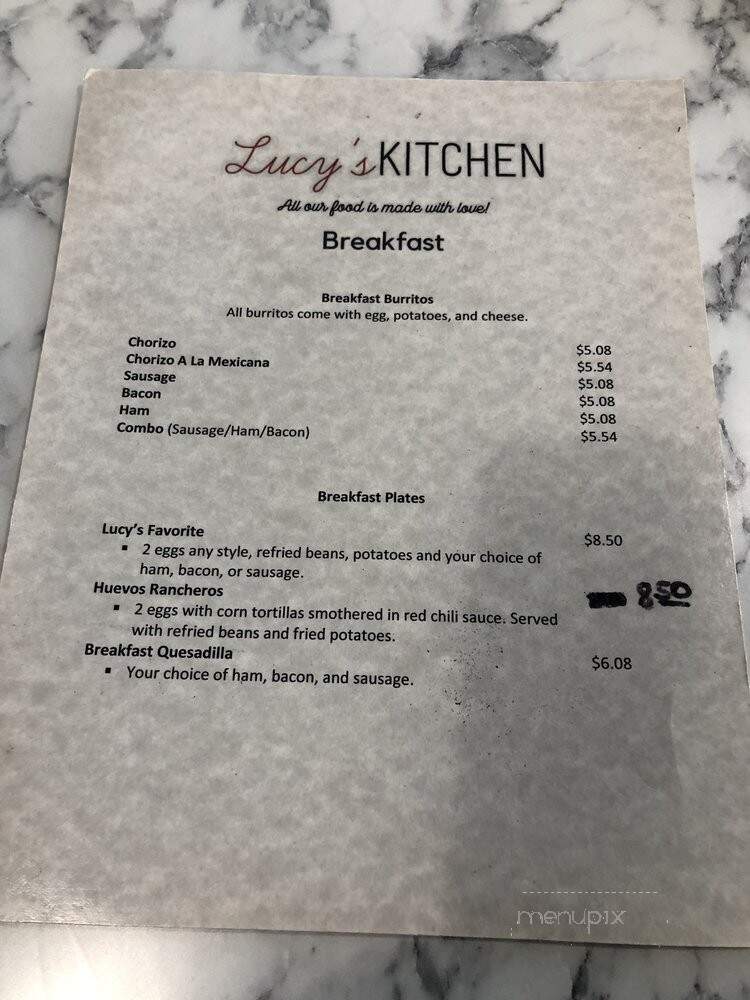 Lucy's KITCHEN
All our food is made with love!
Breakfast
Breakfast Burritos
All burritos come with egg, potatoes, and cheese.
Chorizo $5.08
Chorizo A La Mexicana $5.54
Sausage $5.08
Bacon $5.08
Ham $5.08
Combo (Sausage/Ham/Bacon) $5.54
Breakfast Plates
Lucy's Favorite $8.50
▪ 2 eggs any style, refried beans, potatoes and your choice of
ham, bacon, or sausage.
Huevos Rancheros 8 50
▪ 2 eggs with corn tortillas smothered in red chili sauce. Served
with refried beans and fried potatoes.
Breakfast Quesadilla $6.08
▪ Your choice of ham, bacon, and sausage.
menupix